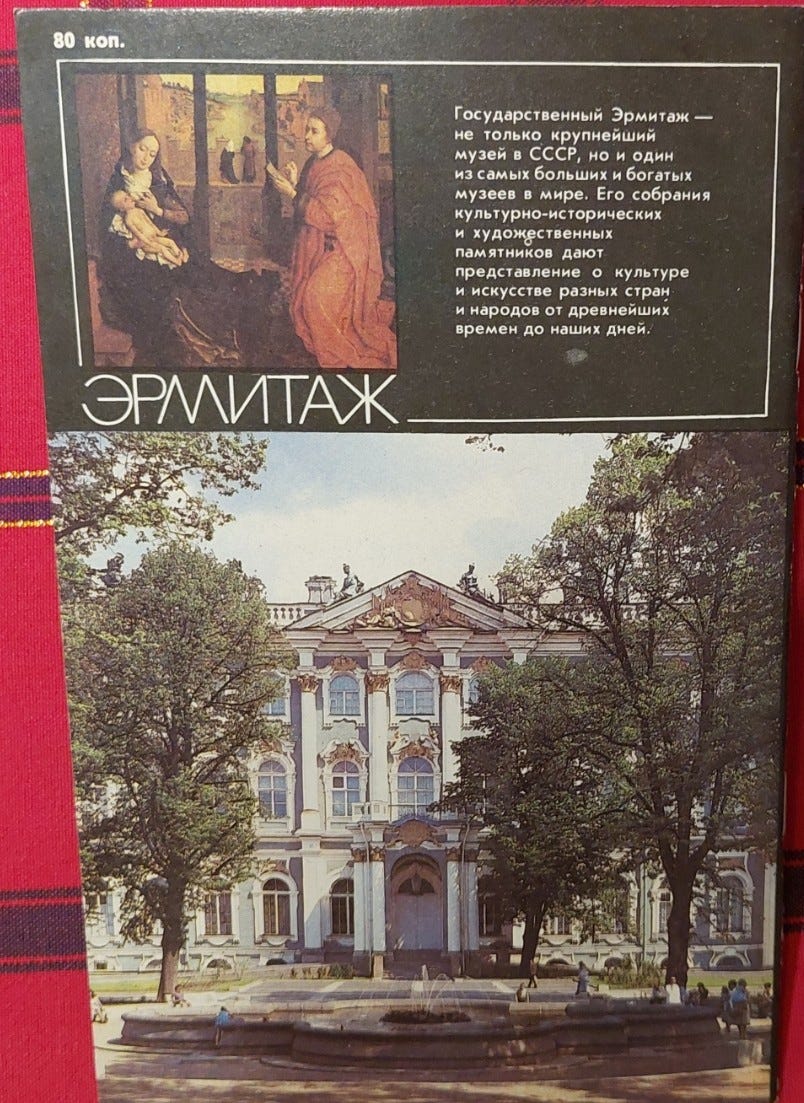 80 коп.
Государственный Эрмитаж —
не только крупнейший
музей в СССР, но и один
из самых больших и богатых
музеев в мире. Его собрания
культурно-исторических
и художественных
памятников дают
представление о культуре
и искусстве разных стран
и народов от древнейших
времен до наших дней.
ЭРМИТАЖ